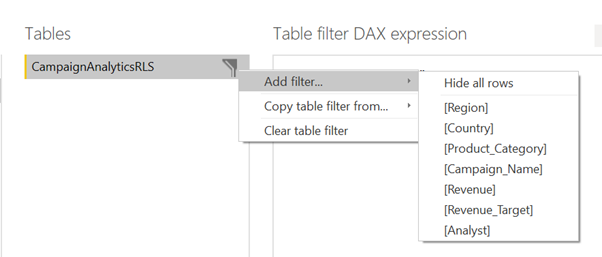 Tables
Table filter DAX expression
CampaignAnalyticsRLS
Add filter...
Copy table filter from...
Clear table filter
Hide all rows
[Region]
[Country]
[Product_Category]
[Campaign_Name]
[Revenue]
[Revenue_Target]
[Analyst]